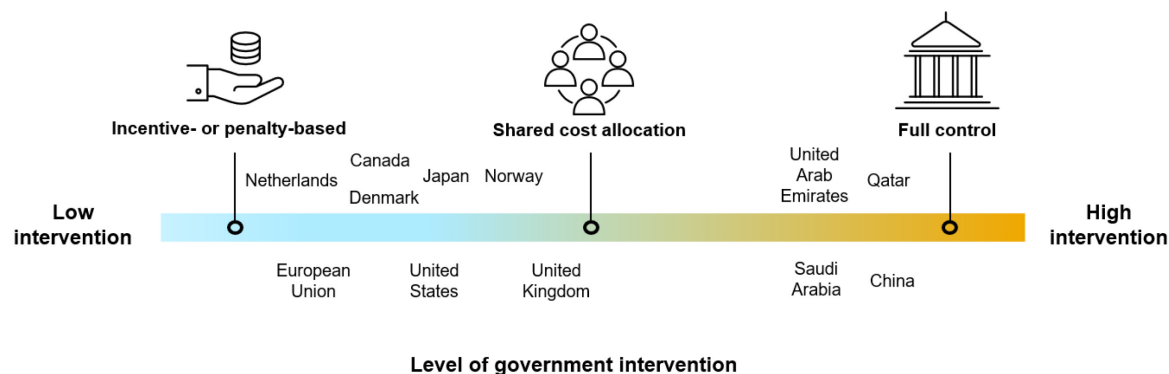 Incentive- or penalty-based
Shared cost allocation
Full control
Netherlands
Canada
Denmark
Japan
Norway
United
Arab
Emirates
Qatar
Low
intervention
High
intervention
European
Union
United
States
United
Kingdom
Saudi
Arabia
China
Level of government intervention